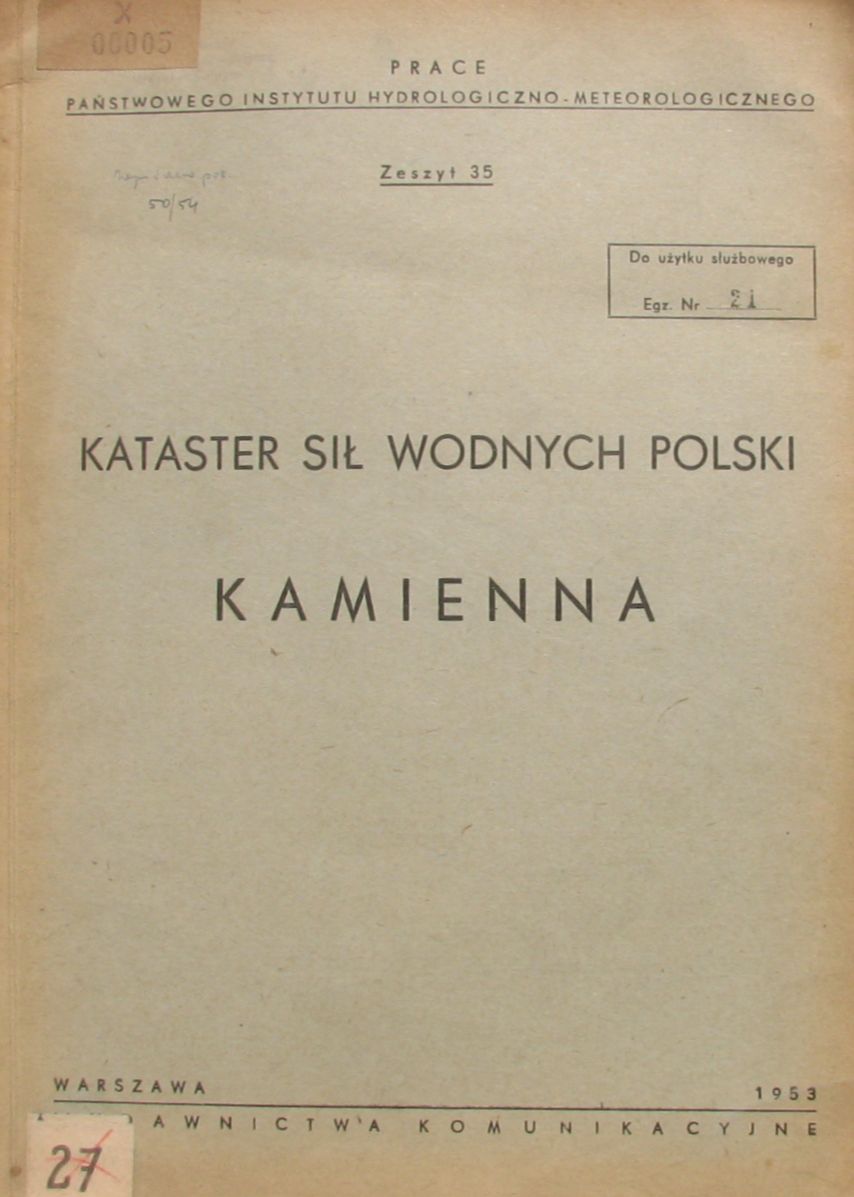 X
00005
PRACE
PAŃSTWOWEGO INSTYTUTU HYDROLOGICZNO-METEOROLOGICZNEGO
Zeszyt 35
50/54
Do użytku służbowego
Egz. Nr 21
KATASTER SIŁ WODNYCH POLSKI
KAMIENNA
WARSZAWA 1953
AWNICTWA KOMUNIKACYJNE
27